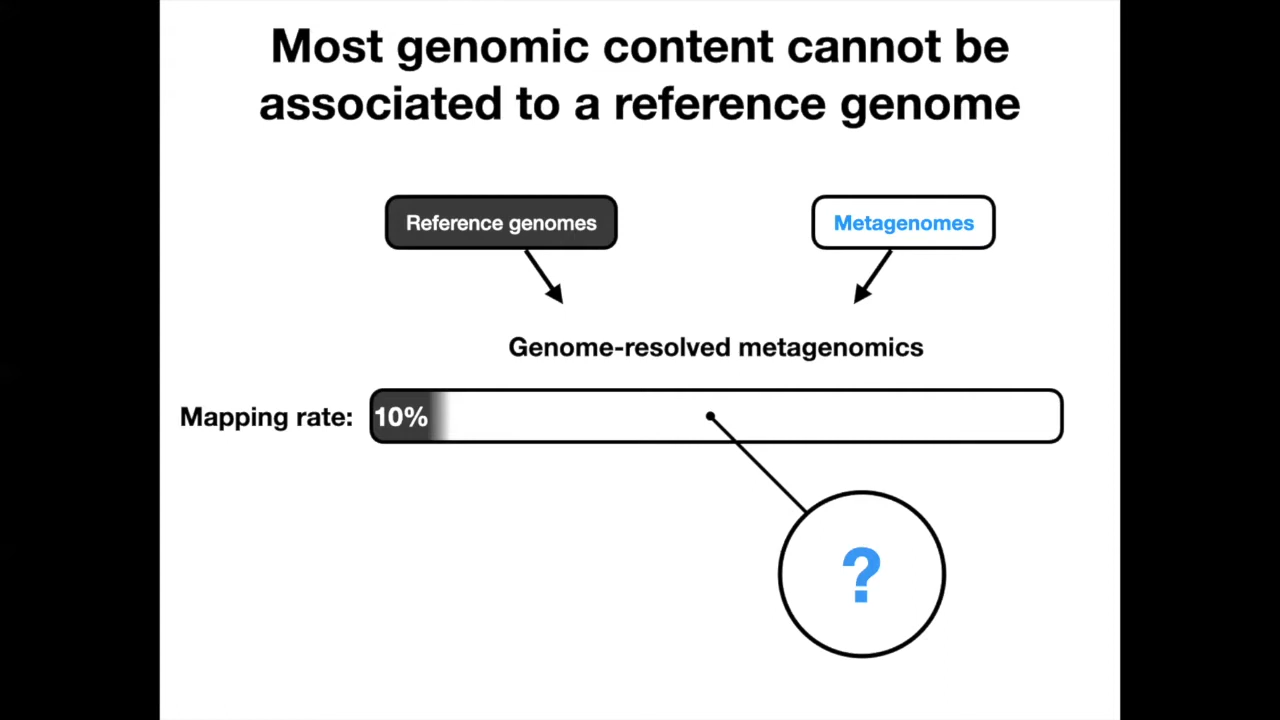 Most genomic content cannot be
associated to a reference genome
Reference genomes
Metagenomes
Genome-resolved metagenomics
Mapping rate:
10%
?